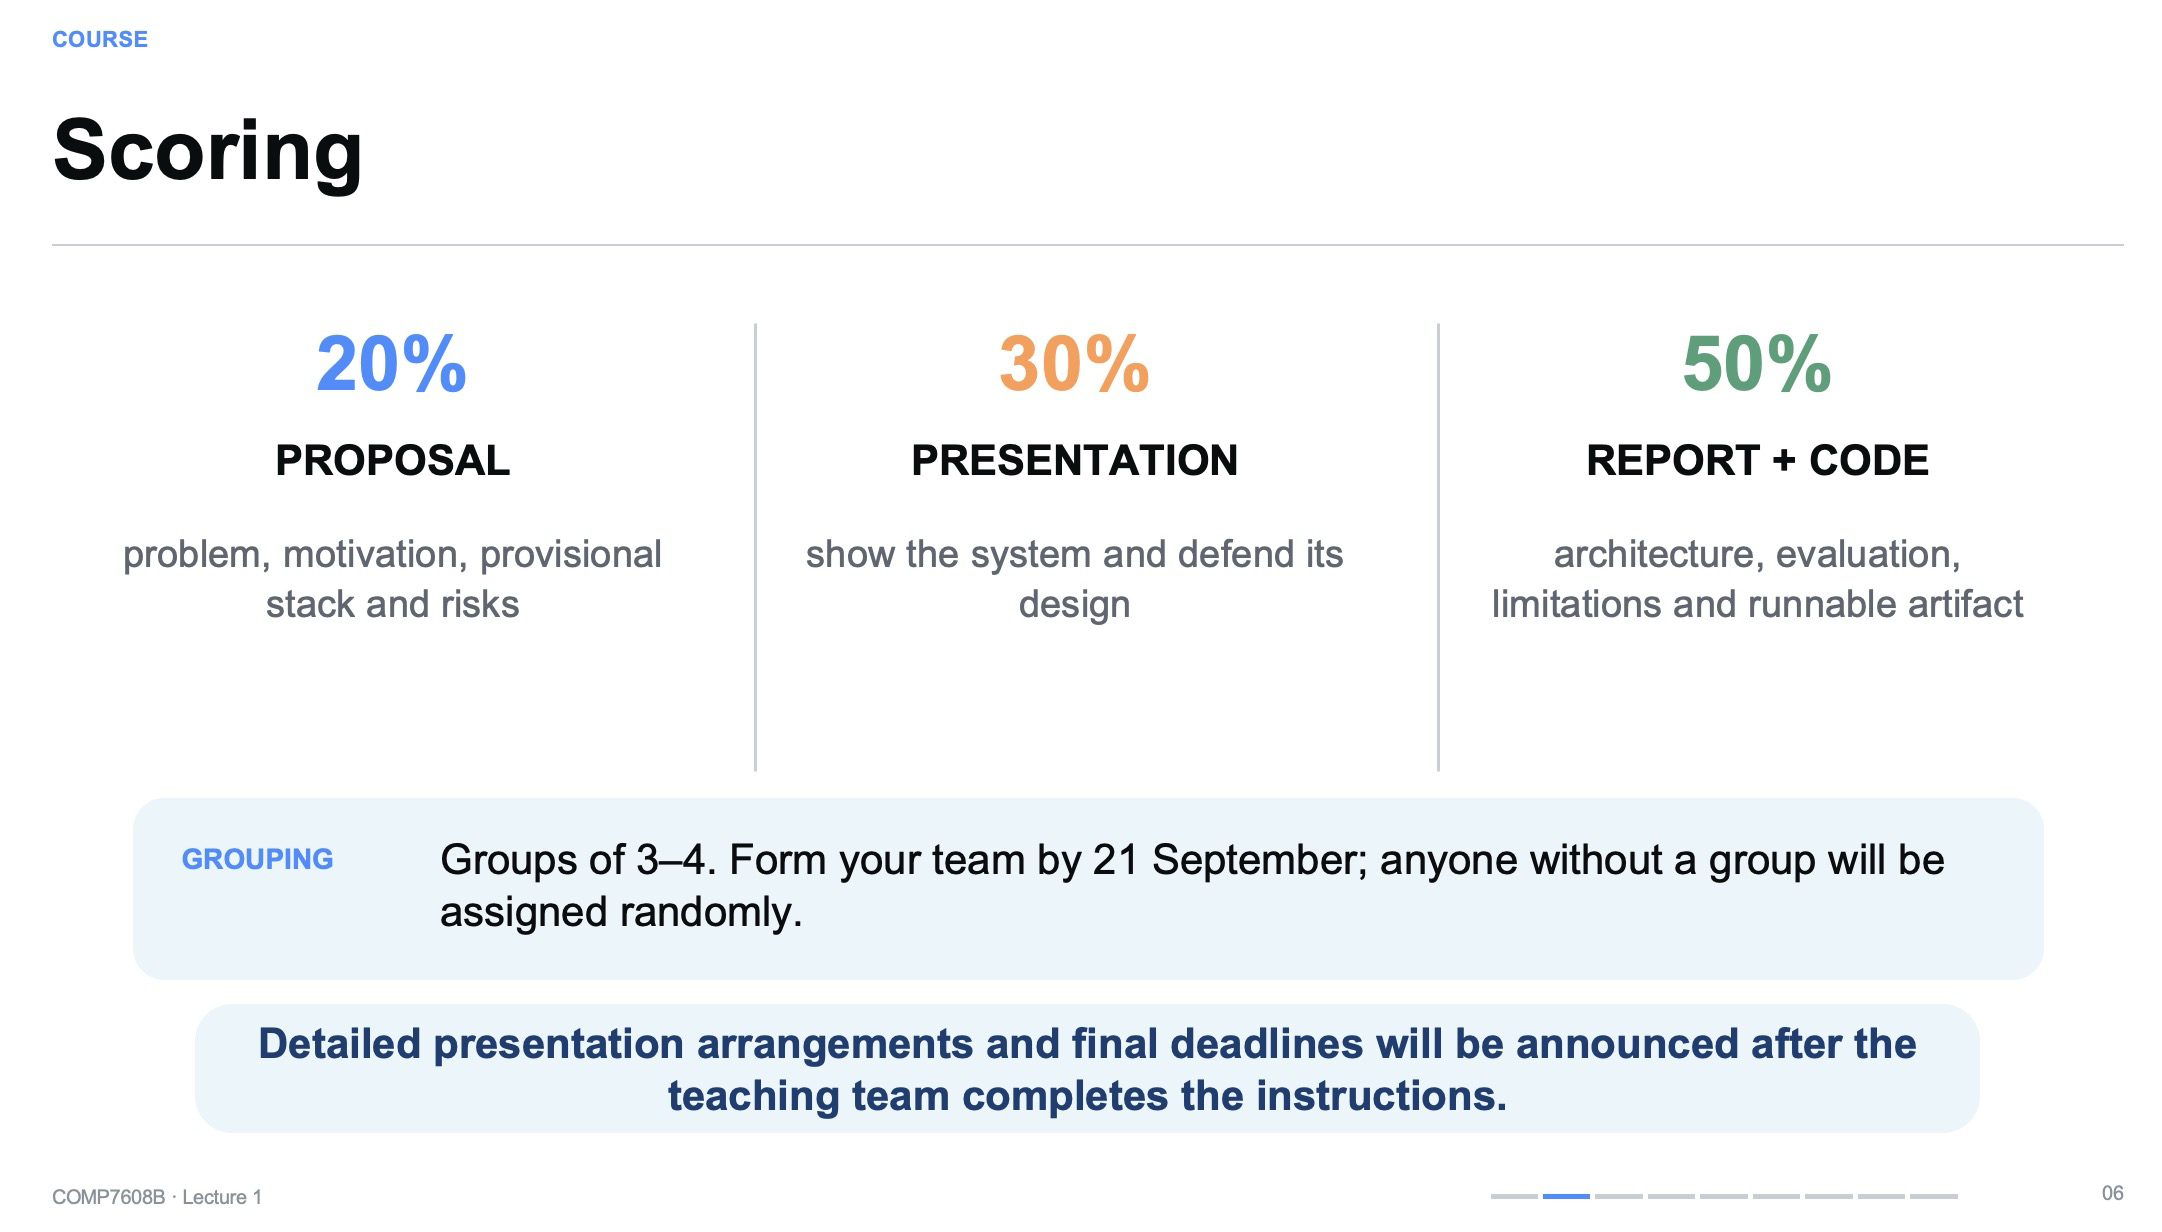 COURSE
Scoring
20%
PROPOSAL
problem, motivation, provisional
stack and risks
30%
PRESENTATION
show the system and defend its
design
50%
REPORT + CODE
architecture, evaluation,
limitations and runnable artifact
GROUPING
Groups of 3–4. Form your team by 21 September; anyone without a group will be
assigned randomly.
Detailed presentation arrangements and final deadlines will be announced after the
teaching team completes the instructions.
COMP7608B · Lecture 1
06